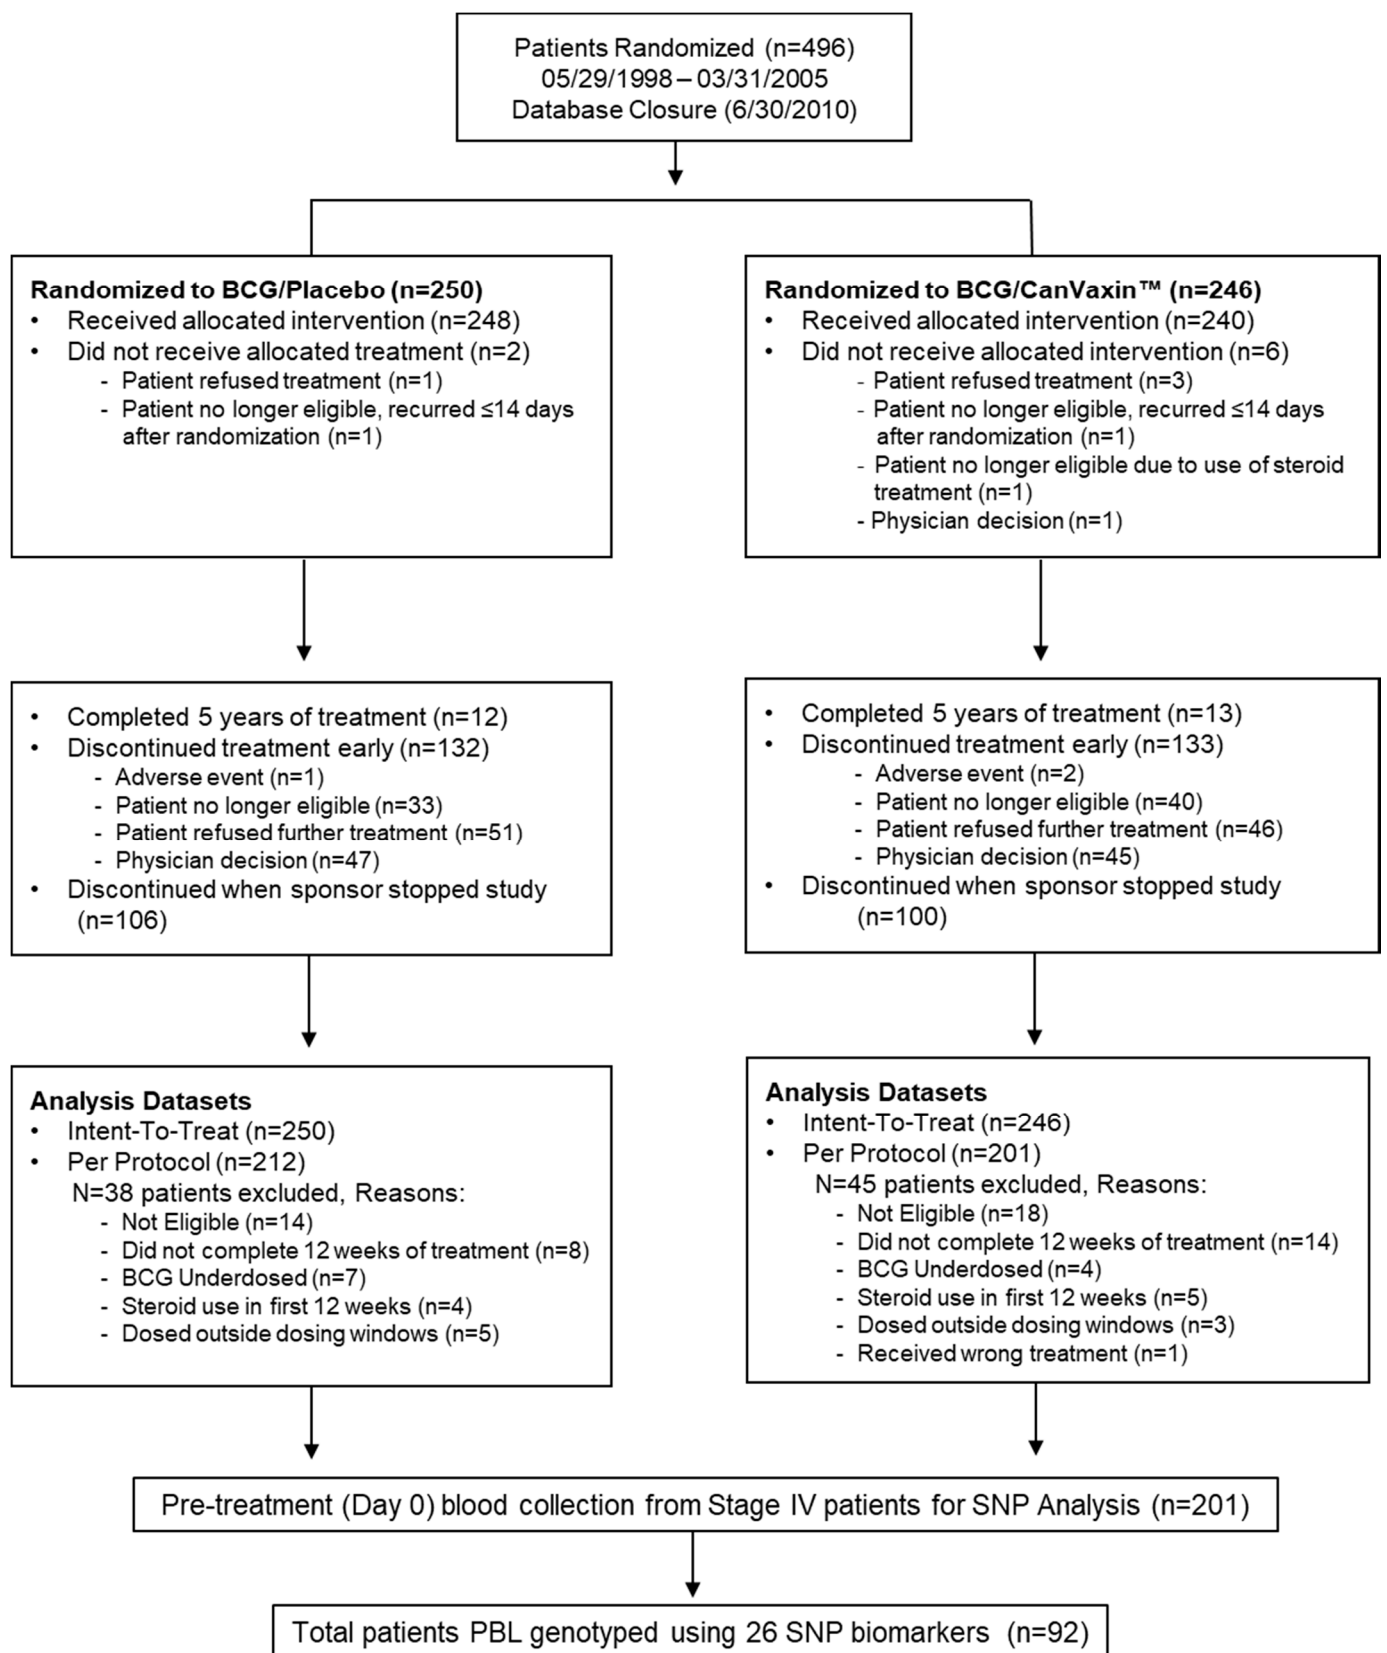 Patients Randomized (n=496)
05/29/1998 – 03/31/2005
Database Closure (6/30/2010)
Randomized to BCG/Placebo (n=250)
• Received allocated intervention (n=248)
• Did not receive allocated treatment (n=2)
- Patient refused treatment (n=1)
- Patient no longer eligible, recurred ≤14 days
after randomization (n=1)
Randomized to BCG/CanVaxin™ (n=246)
• Received allocated intervention (n=240)
• Did not receive allocated intervention (n=6)
- Patient refused treatment (n=3)
- Patient no longer eligible, recurred ≤14 days
after randomization (n=1)
- Patient no longer eligible due to use of steroid
treatment (n=1)
- Physician decision (n=1)
• Completed 5 years of treatment (n=12)
• Discontinued treatment early (n=132)
- Adverse event (n=1)
- Patient no longer eligible (n=33)
- Patient refused further treatment (n=51)
- Physician decision (n=47)
• Discontinued when sponsor stopped study
(n=106)
• Completed 5 years of treatment (n=13)
• Discontinued treatment early (n=133)
- Adverse event (n=2)
- Patient no longer eligible (n=40)
- Patient refused further treatment (n=46)
- Physician decision (n=45)
• Discontinued when sponsor stopped study
(n=100)
Analysis Datasets
• Intent-To-Treat (n=250)
• Per Protocol (n=212)
N=38 patients excluded, Reasons:
- Not Eligible (n=14)
- Did not complete 12 weeks of treatment (n=8)
- BCG Underdosed (n=7)
- Steroid use in first 12 weeks (n=4)
- Dosed outside dosing windows (n=5)
Analysis Datasets
• Intent-To-Treat (n=246)
• Per Protocol (n=201)
N=45 patients excluded, Reasons:
- Not Eligible (n=18)
- Did not complete 12 weeks of treatment (n=14)
- BCG Underdosed (n=4)
- Steroid use in first 12 weeks (n=5)
- Dosed outside dosing windows (n=3)
- Received wrong treatment (n=1)
Pre-treatment (Day 0) blood collection from Stage IV patients for SNP Analysis (n=201)
Total patients PBL genotyped using 26 SNP biomarkers (n=92)